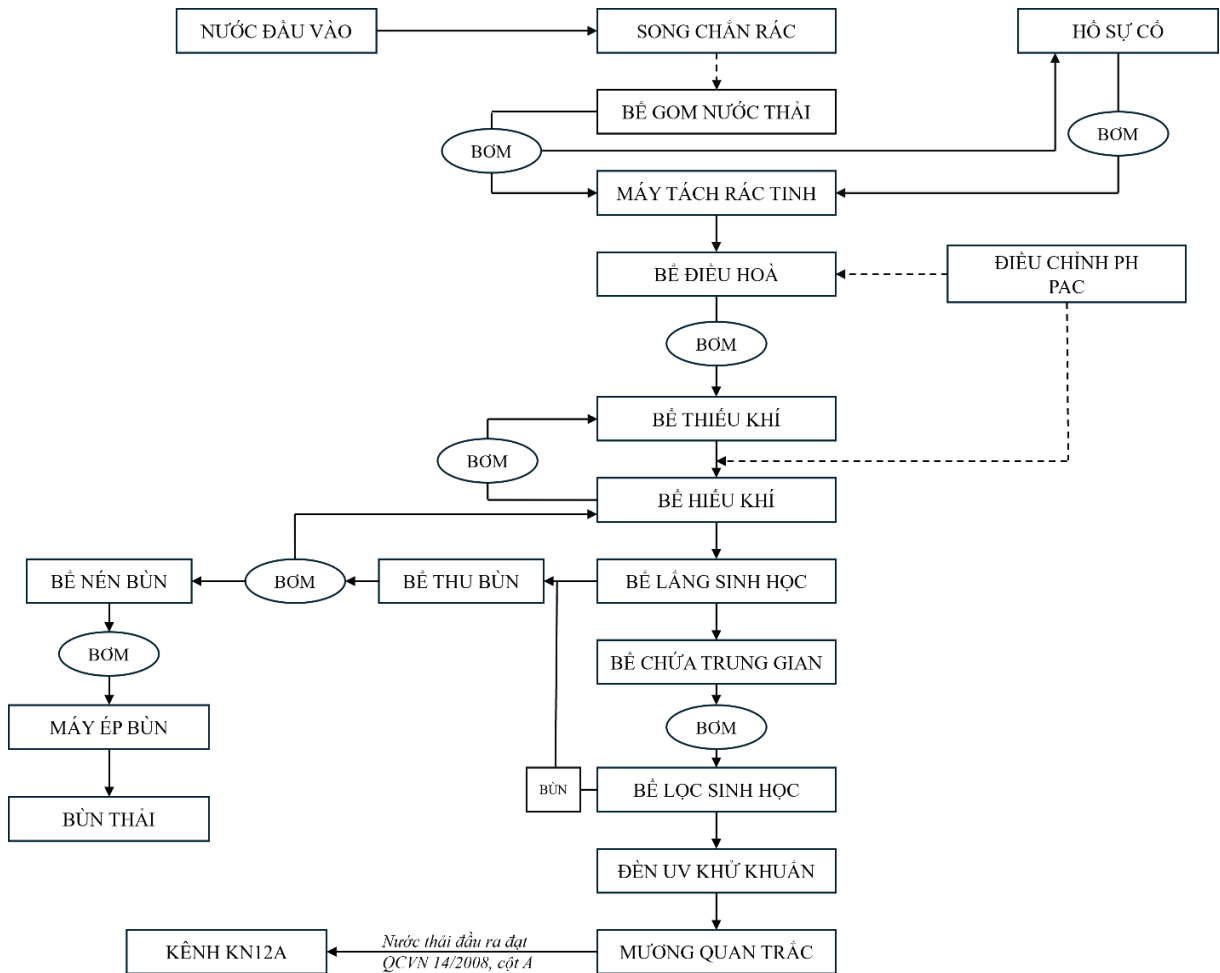 NƯỚC ĐẦU VÀO
SONG CHẮN RÁC
HỒ SỰ CỐ
BỂ GOM NƯỚC THẢI
BƠM
BƠM
MÁY TÁCH RÁC TINH
BỂ ĐIỀU HOÀ
ĐIỀU CHỈNH PH
PAC
BƠM
BỂ THIẾU KHÍ
BƠM
BỂ HIẾU KHÍ
BỂ NÉN BÙN
BƠM
BỂ THU BÙN
BỂ LẮNG SINH HỌC
BƠM
BỂ CHỨA TRUNG GIAN
MÁY ÉP BÙN
BƠM
BÙN
BỂ LỌC SINH HỌC
BÙN THẢI
ĐÈN UV KHỬ KHUẨN
KÊNH KN12A
Nước thải đầu ra đạt
QCVN 14/2008, cột A
MƯƠNG QUAN TRẮC